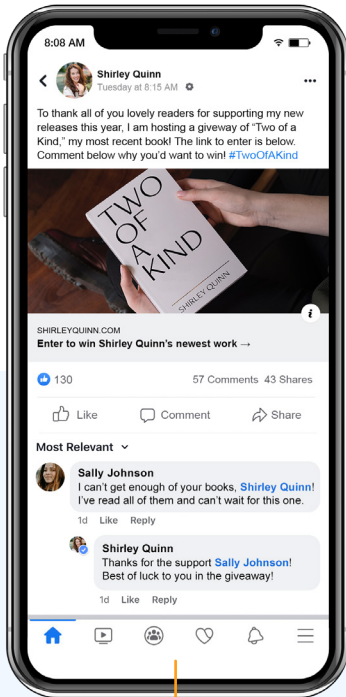 8:08 AM
Shirley Quinn
Tuesday at 8:15 AM
To thank all of you lovely readers for supporting my new
releases this year, I am hosting a giveway of “Two of a
Kind,” my most recent book! The link to enter is below.
Comment below why you’d want to win! #TwoOfAKind
TWO
OF
A
KIND
SHIRLEY QUINN
i
SHIRLEYQUINN.COM
Enter to win Shirley Quinn’s newest work →
130 57 Comments 43 Shares
Like Comment Share
Most Relevant
Sally Johnson
I can’t get enough of your books, Shirley Quinn!
I’ve read all of them and can’t wait for this one.
1d Like Reply
Shirley Quinn
Thanks for the support Sally Johnson!
Best of luck to you in the giveaway!
1d Like Reply